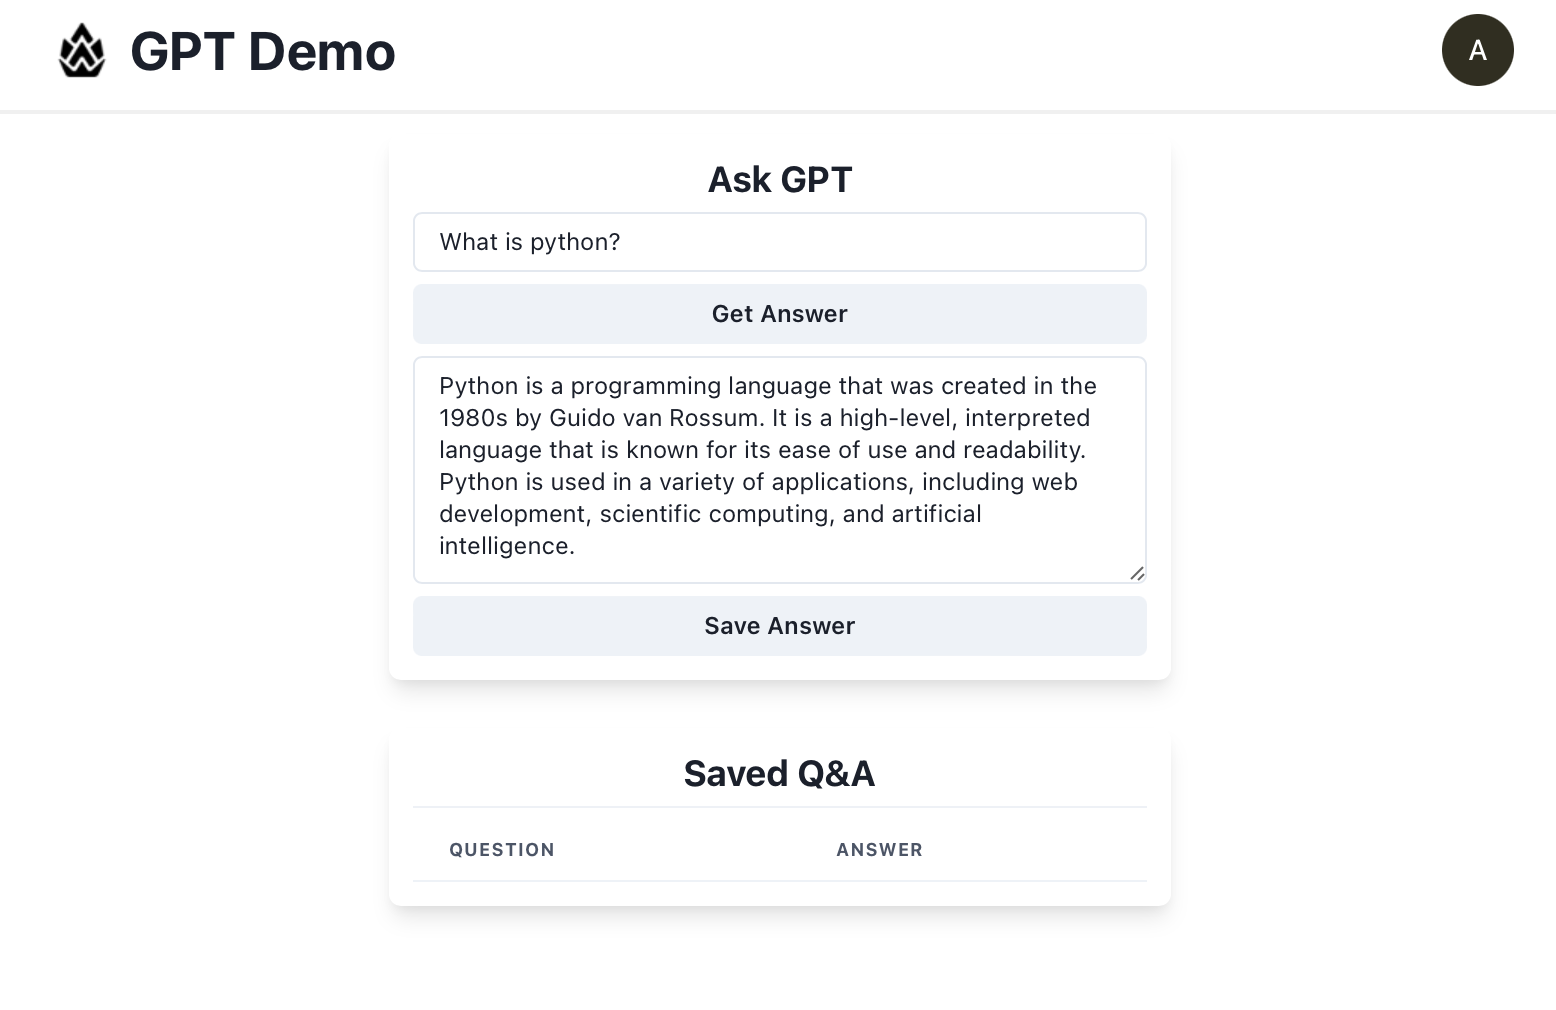 GPT Demo
A
Ask GPT
What is python?
Get Answer
Python is a programming language that was created in the
1980s by Guido van Rossum. It is a high-level, interpreted
language that is known for its ease of use and readability.
Python is used in a variety of applications, including web
development, scientific computing, and artificial
intelligence.
Save Answer
Saved Q&A
QUESTION ANSWER